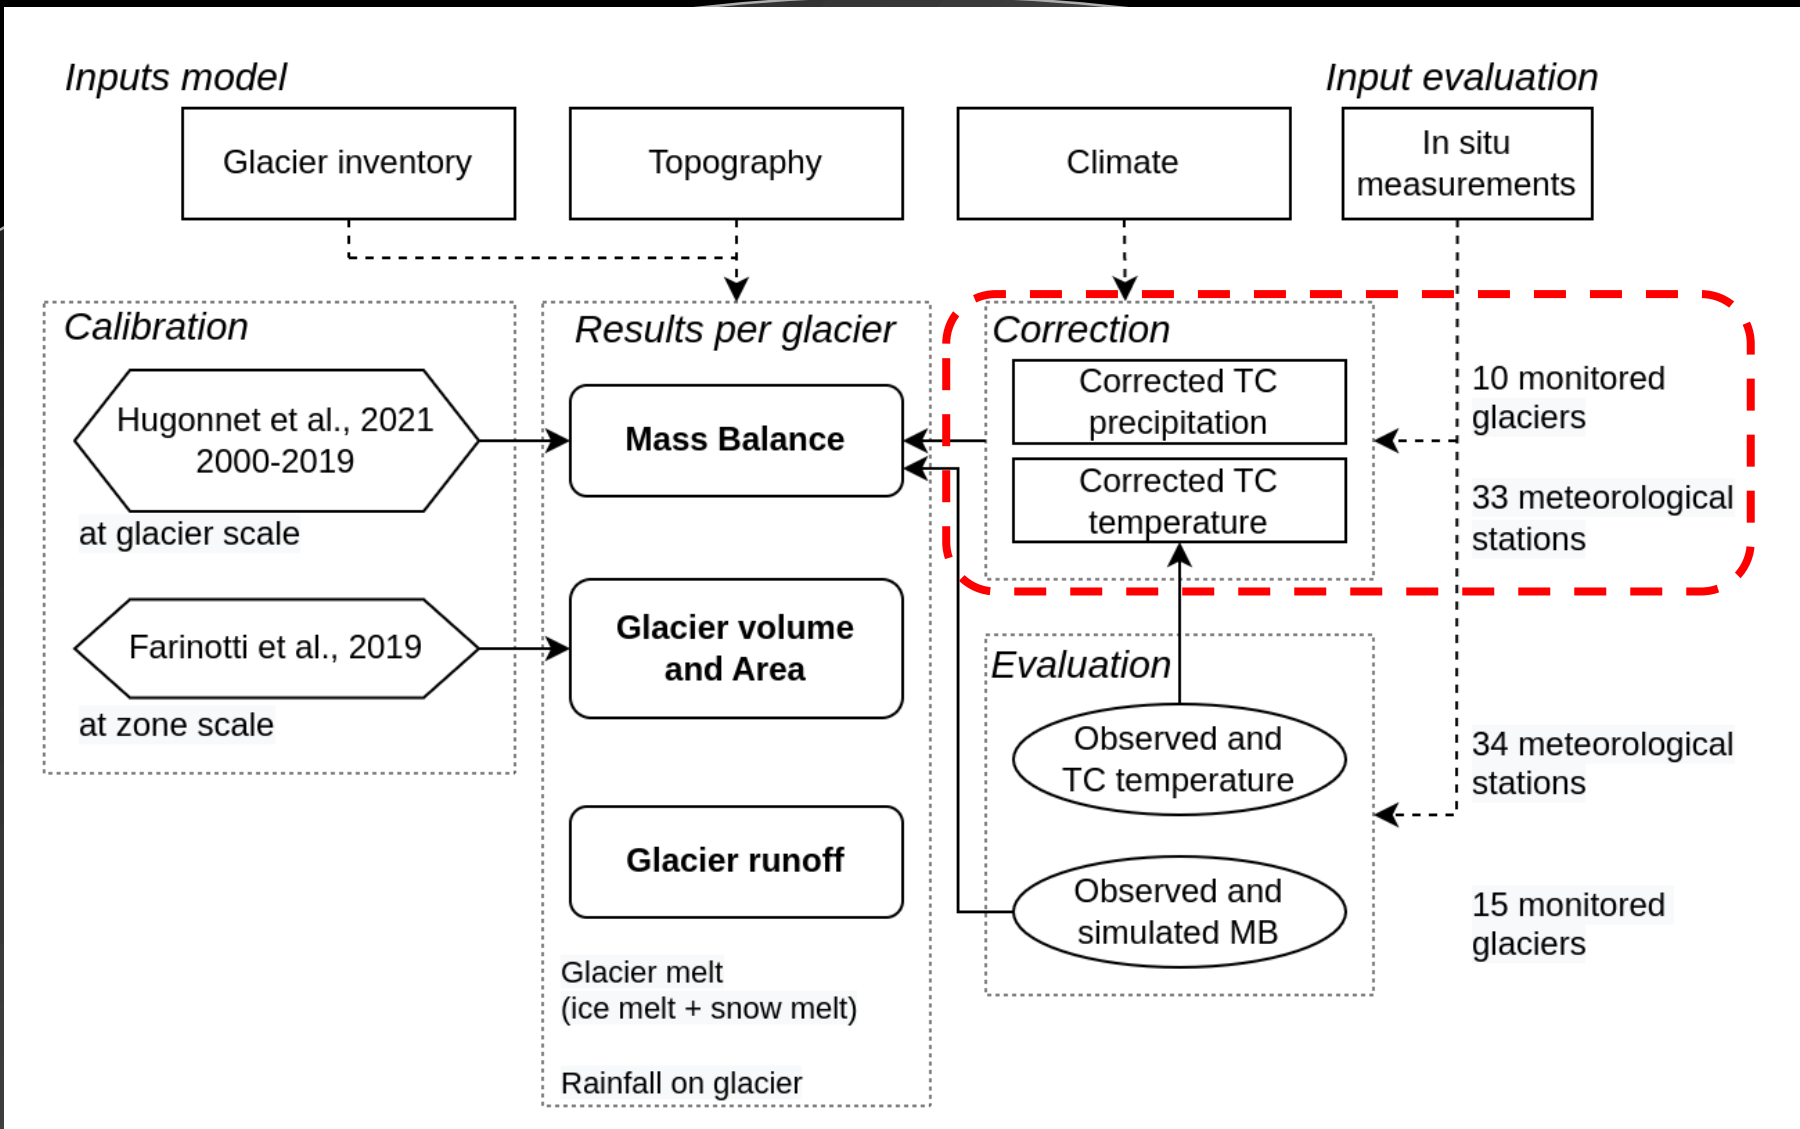 Inputs model
Input evaluation
Glacier inventory
Topography
Climate
In situ
measurements
Calibration
Hugonnet et al., 2021
2000-2019
at glacier scale
Farinotti et al., 2019
at zone scale
Results per glacier
Mass Balance
Glacier volume
and Area
Glacier runoff
Glacier melt
(ice melt + snow melt)
Rainfall on glacier
Correction
Corrected TC
precipitation
Corrected TC
temperature
10 monitored
glaciers
33 meteorological
stations
Evaluation
Observed and
TC temperature
Observed and
simulated MB
34 meteorological
stations
15 monitored
glaciers